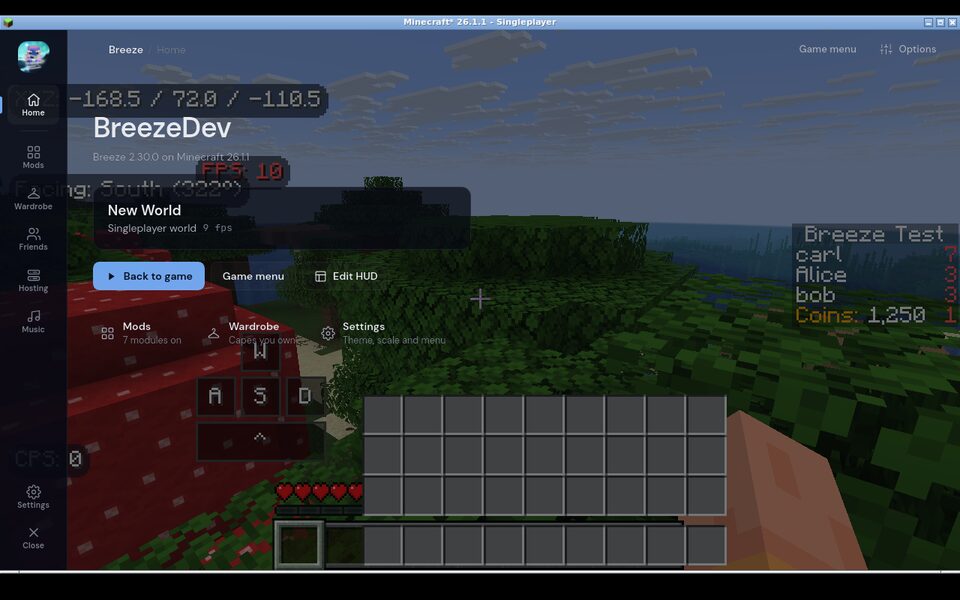 Minecraft* 26.1.1 - Singleplayer
Breeze / Home
Game menu
Options
Home
-168.5 / 72.0 / -110.5
BreezeDev
Breeze 2.30.0 on Minecraft 26.1.1
FPS: 10
Mods
Facing: South (322°)
Wardrobe
New World
Singleplayer world 9 fps
Friends
Breeze Test
carl 7
Alice 3
bob 3
Coins: 1,250 1
Hosting
Back to game
Game menu
Edit HUD
Music
Mods
7 modules on
Wardrobe
Capes you own
Settings
Theme, scale and menu
W
A S D
^
CPS: 0
Settings
Close